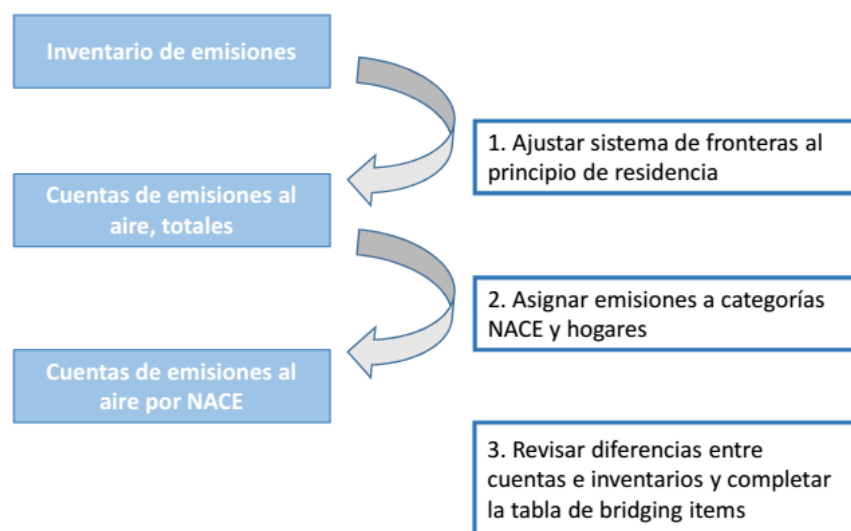 Inventario de emisiones
1. Ajustar sistema de fronteras al
principio de residencia
Cuentas de emisiones al
aire, totales
2. Asignar emisiones a categorías
NACE y hogares
Cuentas de emisiones al
aire por NACE
3. Revisar diferencias entre
cuentas e inventarios y completar
la tabla de bridging items